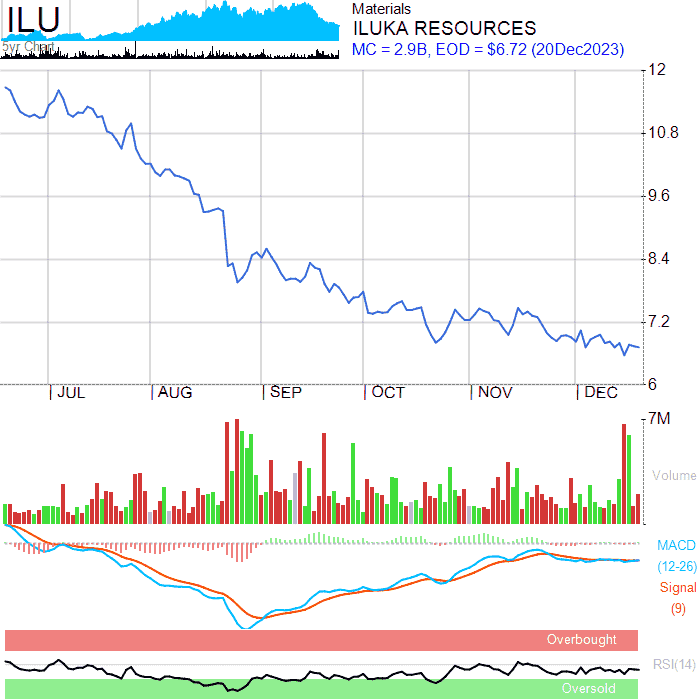 ILU
5yr Chart
Materials
ILUKA RESOURCES
MC = 2.9B, EOD = $6.72 (20Dec2023)
12
10.8
9.6
8.4
7.2
6
JUL AUG SEP OCT NOV DEC
7M
Volume
MACD
(12-26)
Signal
(9)
Overbought
RSI(14)
Oversold